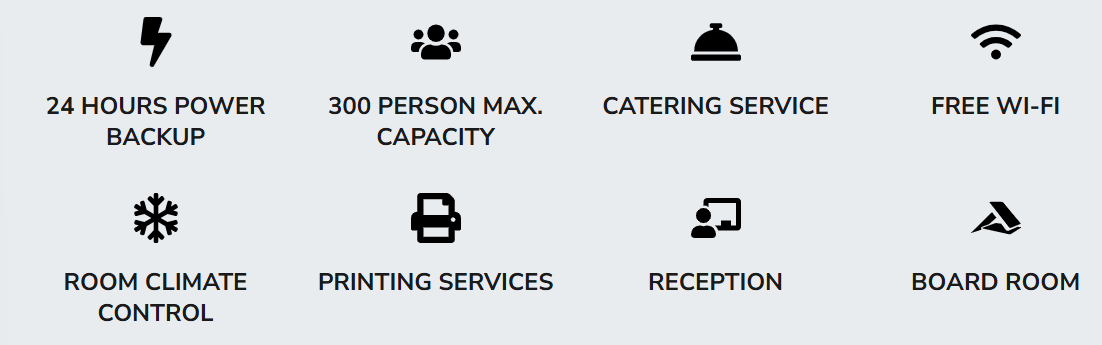 24 HOURS POWER
BACKUP
300 PERSON MAX.
CAPACITY
CATERING SERVICE
FREE WI-FI
ROOM CLIMATE
CONTROL
PRINTING SERVICES
RECEPTION
BOARD ROOM